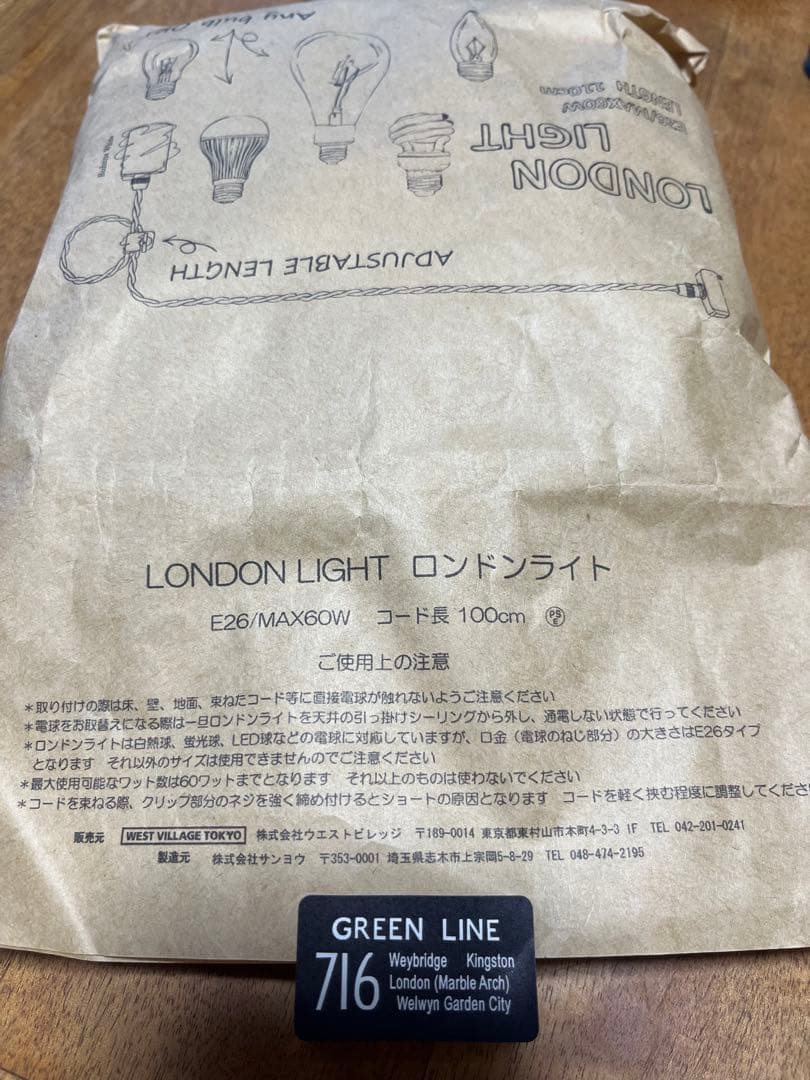 Any bulb OK!
E26/MAX60W
LENGTH 110cm
LONDON
LIGHT
ADJUSTABLE LENGTH
LONDON LIGHT ロンドンライト
E26/MAX60W コード長 100cm PSE
ご使用上の注意
*取り付けの際は床、壁、地面、束ねたコード等に直接電球が触れないようご注意ください
*電球をお取替えになる際は一旦ロンドンライトを天井の引っ掛けシーリングから外し、通電しない状態で行ってください
*ロンドンライトは白熱球、蛍光球、LED球などの電球に対応していますが、口金（電球のねじ部分）の大きさはE26タイプ
となります それ以外のサイズは使用できませんのでご注意ください
*最大使用可能なワット数は60ワットまでとなります それ以上のものは使わないでください
*コードを束ねる際、クリップ部分のネジを強く締め付けるとショートの原因となります コードを軽く挟む程度に調整してくださ
販売元 WEST VILLAGE TOKYO 株式会社ウエストビレッジ 〒189-0014 東京都東村山市本町4-3-3 1F TEL 042-201-0241
製造元 株式会社サンヨウ 〒353-0001 埼玉県志木市上宗岡5-8-29 TEL 048-474-2195
GREEN LINE
716
Weybridge Kingston
London (Marble Arch)
Welwyn Garden City